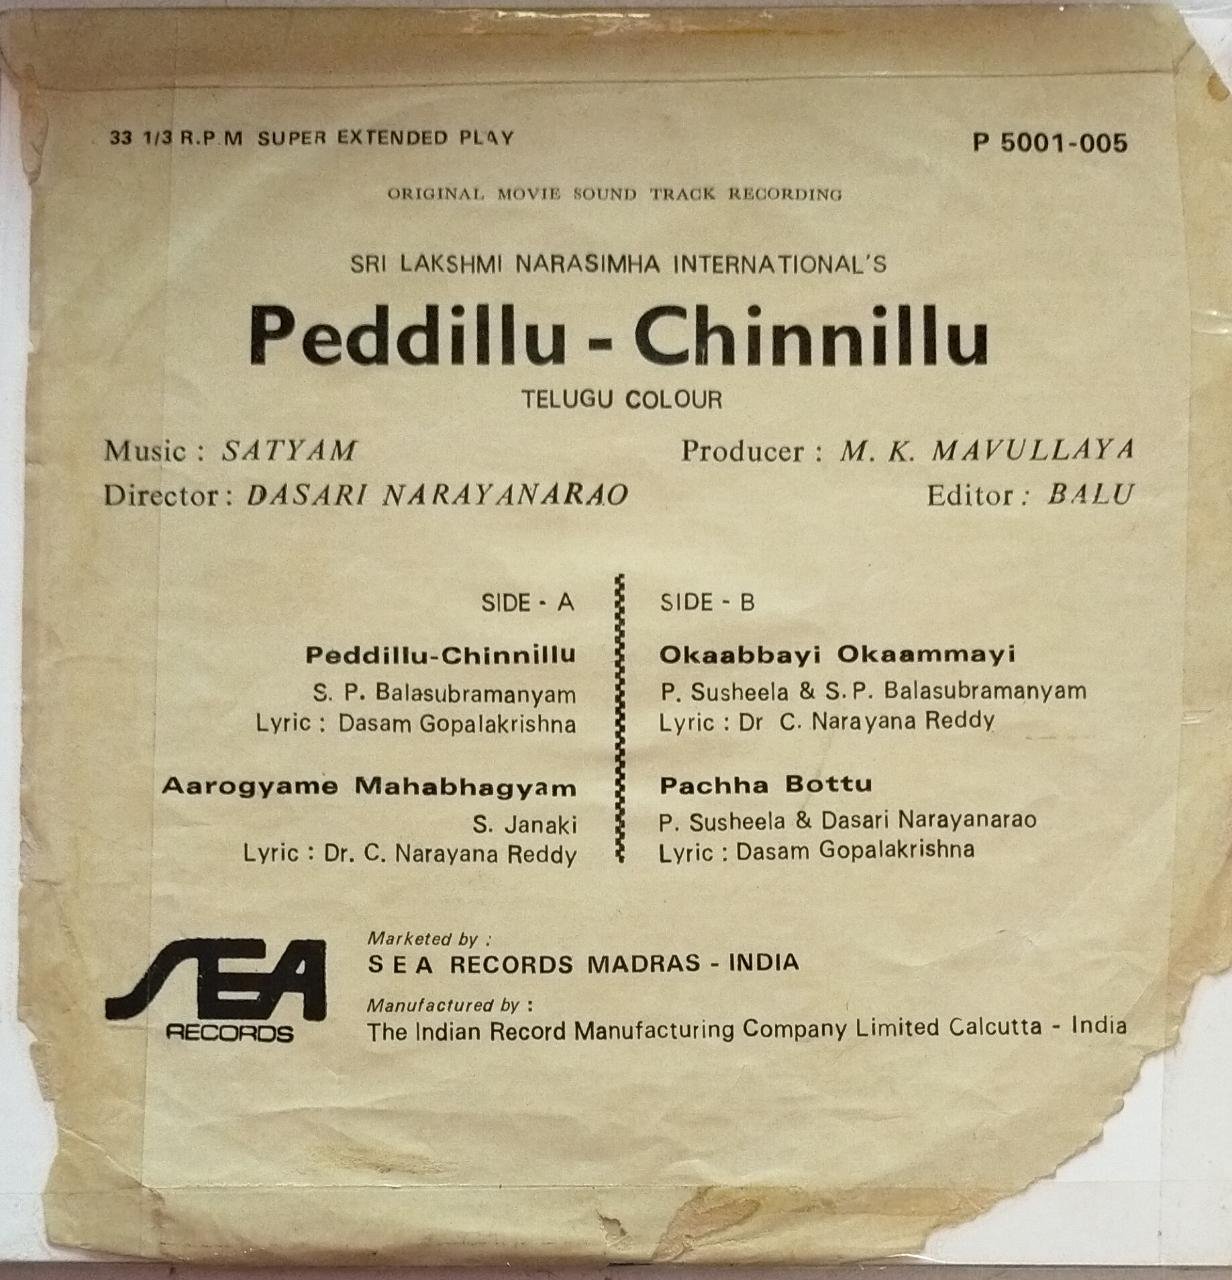 33 1/3 R.P.M SUPER EXTENDED PLAY
P 5001-005
ORIGINAL MOVIE SOUND TRACK RECORDING
SRI LAKSHMI NARASIMHA INTERNATIONAL'S
Peddillu - Chinnillu
TELUGU COLOUR
Music : SATYAM
Producer : M. K. MAVULLAYA
Director : DASARI NARAYANARAO
Editor : BALU
SIDE - A
Peddillu-Chinnillu
S. P. Balasubramanyam
Lyric : Dasam Gopalakrishna
Aarogyame Mahabhagyam
S. Janaki
Lyric : Dr. C. Narayana Reddy
SIDE - B
Okaabbayi Okaammayi
P. Susheela & S.P. Balasubramanyam
Lyric : Dr C. Narayana Reddy
Pachha Bottu
P. Susheela & Dasari Narayanarao
Lyric : Dasam Gopalakrishna
SEA
RECORDS
Marketed by :
S E A RECORDS MADRAS - INDIA
Manufactured by :
The Indian Record Manufacturing Company Limited Calcutta - India